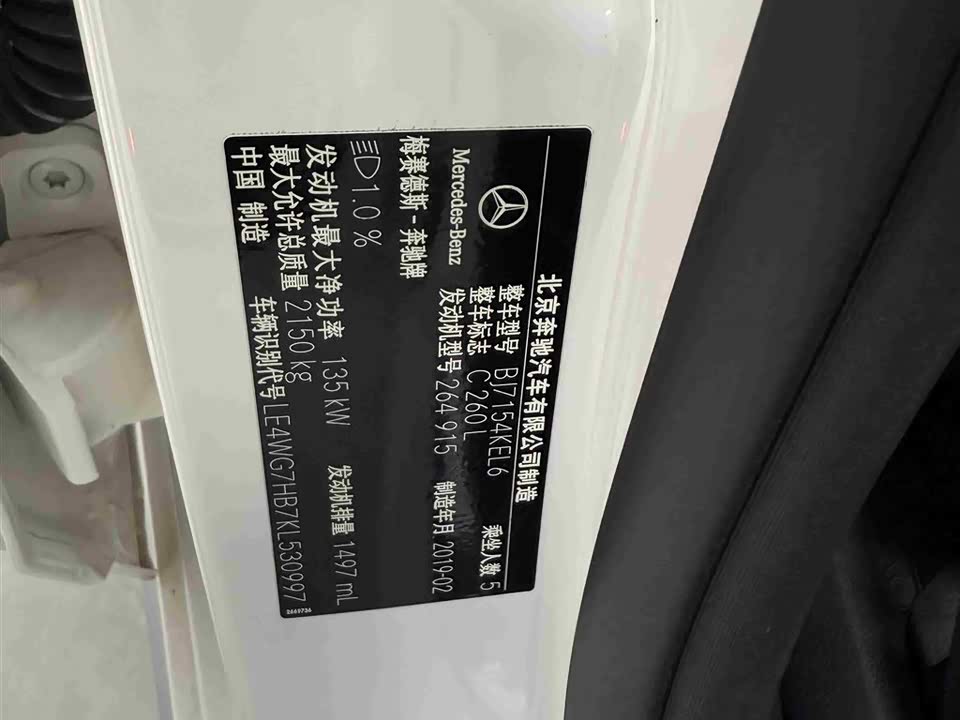 北京奔驰汽车有限公司制造
整车型号 BJ7154KEL6 乘坐人数 5
整车标志 C 260 L
发动机型号 264 915 制造年月 2019-02
Mercedes-Benz
梅赛德斯 - 奔驰牌
1.0 %
发动机最大净功率 135 kW 发动机排量 1497 mL
最大允许总质量 2150 kg
中国 制造 车辆识别代号 LE4WG7HB7KL530997
2669736